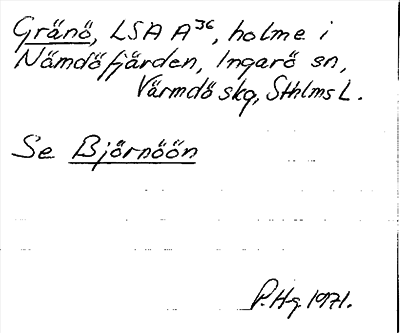 Gränö, LSA A³⁶, holme i
Nämdöfjärden, Ingarö sn,
Värmdö skg, Sthlms L.
Se Björnöön
P.Hg. 1971.